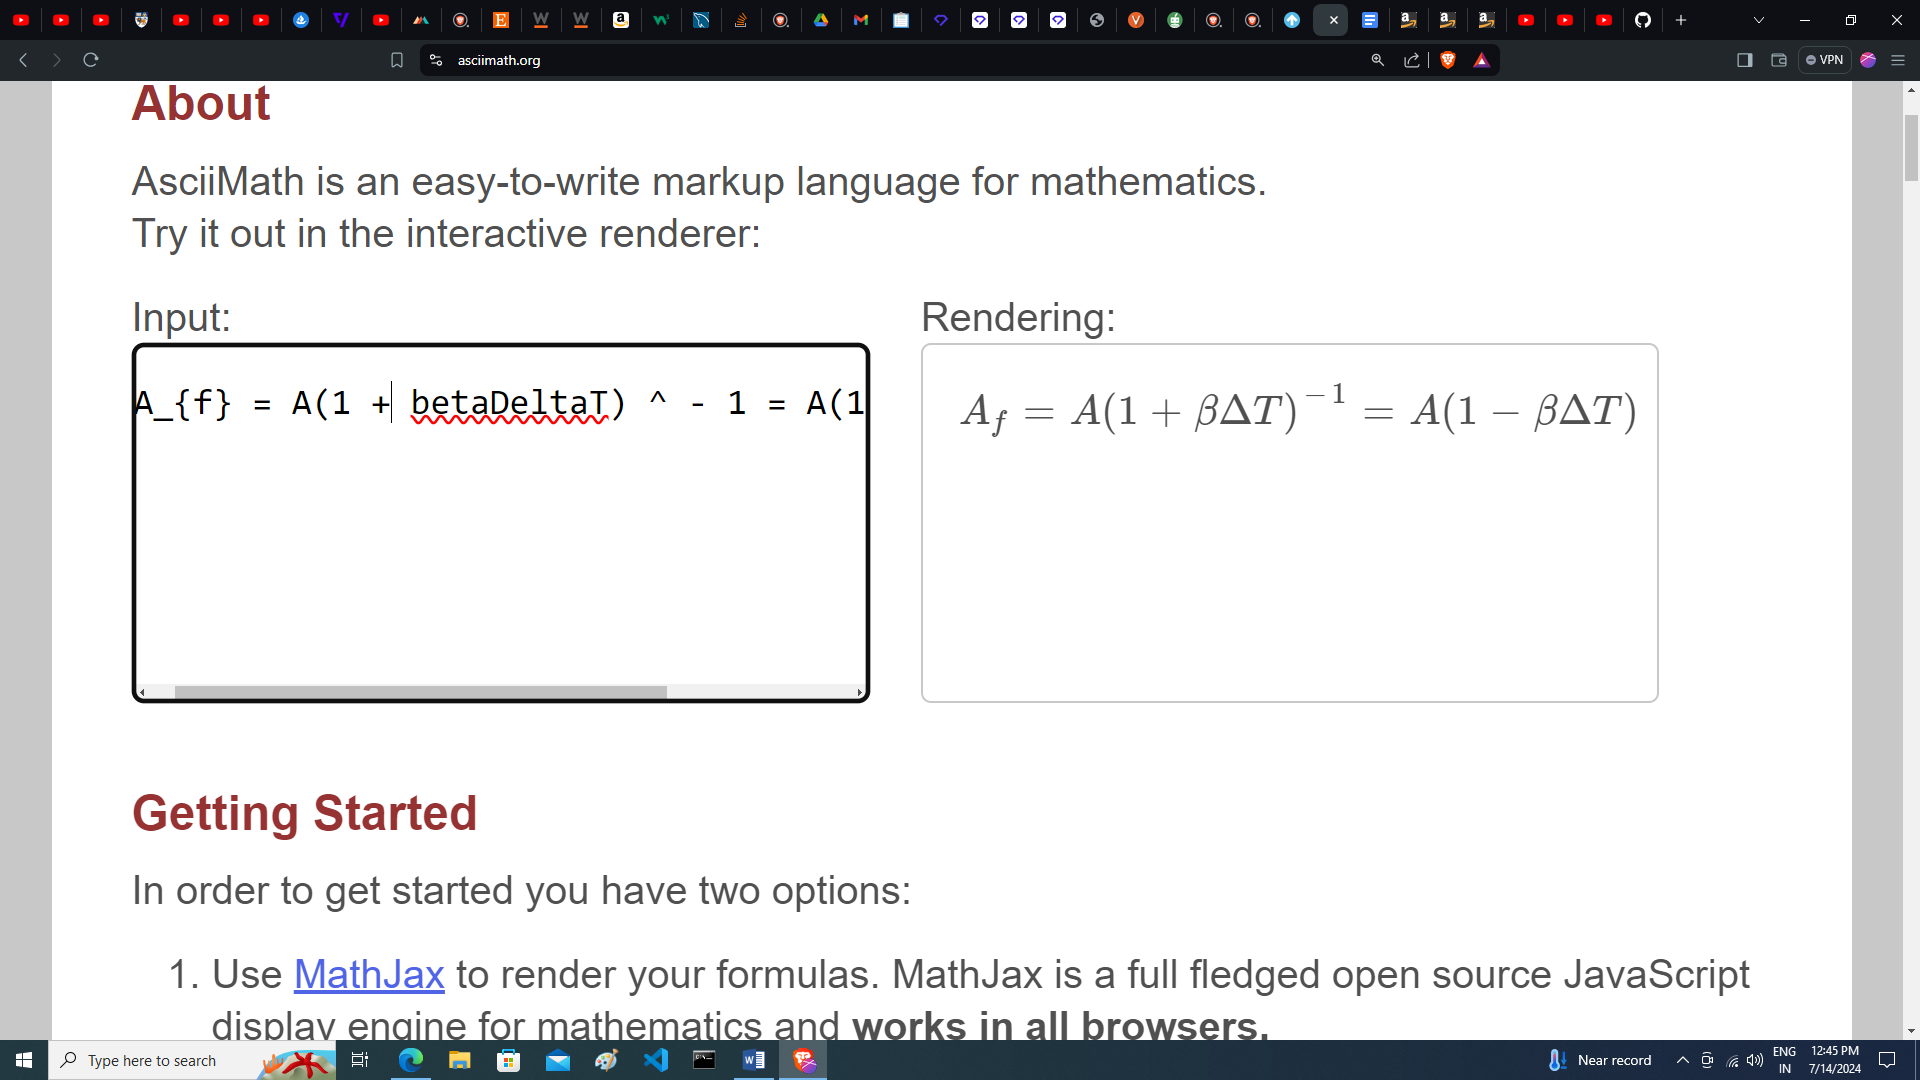 asciimath.org
VPN
About
AsciiMath is an easy-to-write markup language for mathematics.
Try it out in the interactive renderer:
Input:
Rendering:
A_{f} = A(1 + betaDeltaT) ^ - 1 = A(1
A_f = A(1 + βΔT)^{-1} = A(1 − βΔT)
Getting Started
In order to get started you have two options:
1. Use MathJax to render your formulas. MathJax is a full fledged open source JavaScript
display engine for mathematics and works in all browsers.
Type here to search
Near record
ENG
IN
12:45 PM
7/14/2024